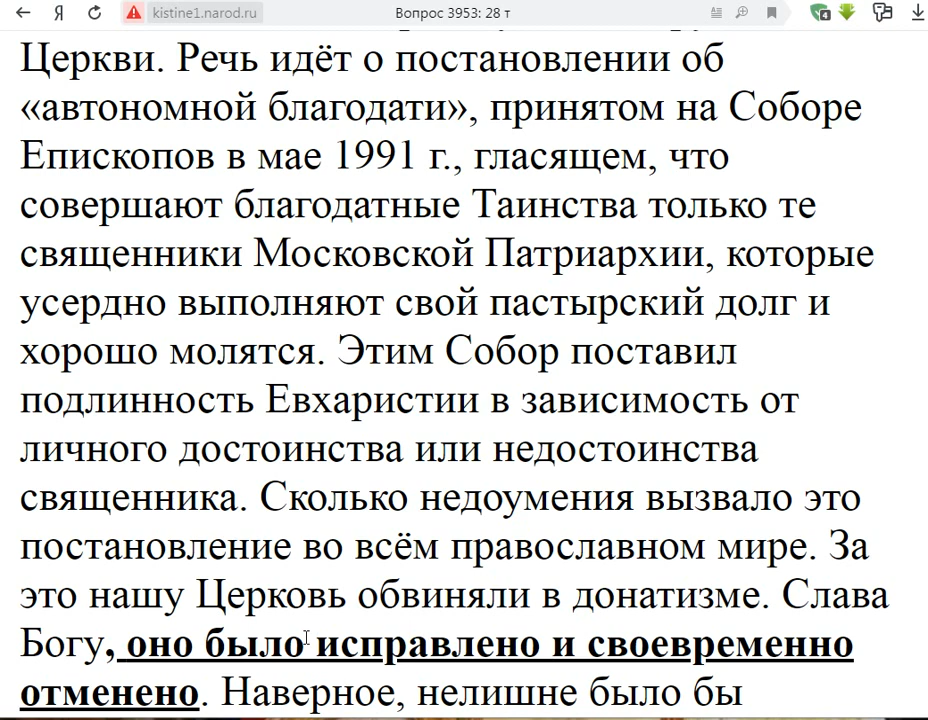 kistine1.narod.ru
Вопрос 3953: 28 т
4
Церкви. Речь идёт о постановлении об
«автономной благодати», принятом на Соборе
Епископов в мае 1991 г., гласящем, что
совершают благодатные Таинства только те
священники Московской Патриархии, которые
усердно выполняют свой пастырский долг и
хорошо молятся. Этим Собор поставил
подлинность Евхаристии в зависимость от
личного достоинства или недостоинства
священника. Сколько недоумения вызвало это
постановление во всём православном мире. За
это нашу Церковь обвиняли в донатизме. Слава
Богу, оно было исправлено и своевременно
отменено. Наверное, нелишне было бы